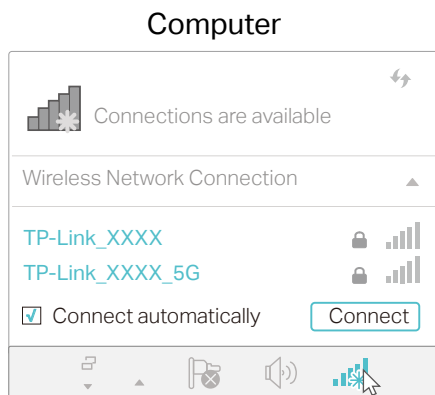 Computer
Connections are available
Wireless Network Connection
TP-Link_XXXX
TP-Link_XXXX_5G
Connect automatically
Connect